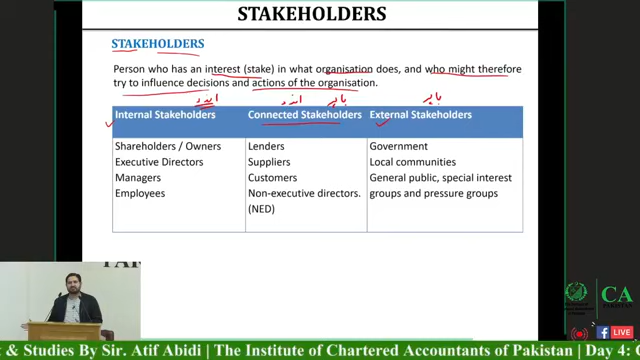 STAKEHOLDERS
STAKEHOLDERS
Person who has an interest (stake) in what organisation does, and who might therefore
try to influence decisions and actions of the organisation.
اندر
اندر
باہر
باہر
Internal Stakeholders
Connected Stakeholders
External Stakeholders
Shareholders / Owners
Lenders
Government
Executive Directors
Suppliers
Local communities
Managers
Customers
General public, special interest
Employees
Non-executive directors.
groups and pressure groups
(NED)
CA
PAKISTAN
LIVE
t & Studies By Sir. Atif Abidi | The Institute of Chartered Accountants of Pakistan | Day 4: C